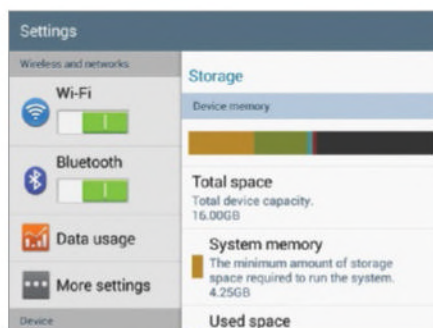 Settings
Wireless and networks
Wi-Fi
Bluetooth
Data usage
More settings
Device
Storage
Device memory
Total space
Total device capacity.
16.00GB
System memory
The minimum amount of storage
space required to run the system.
4.25GB
Used space